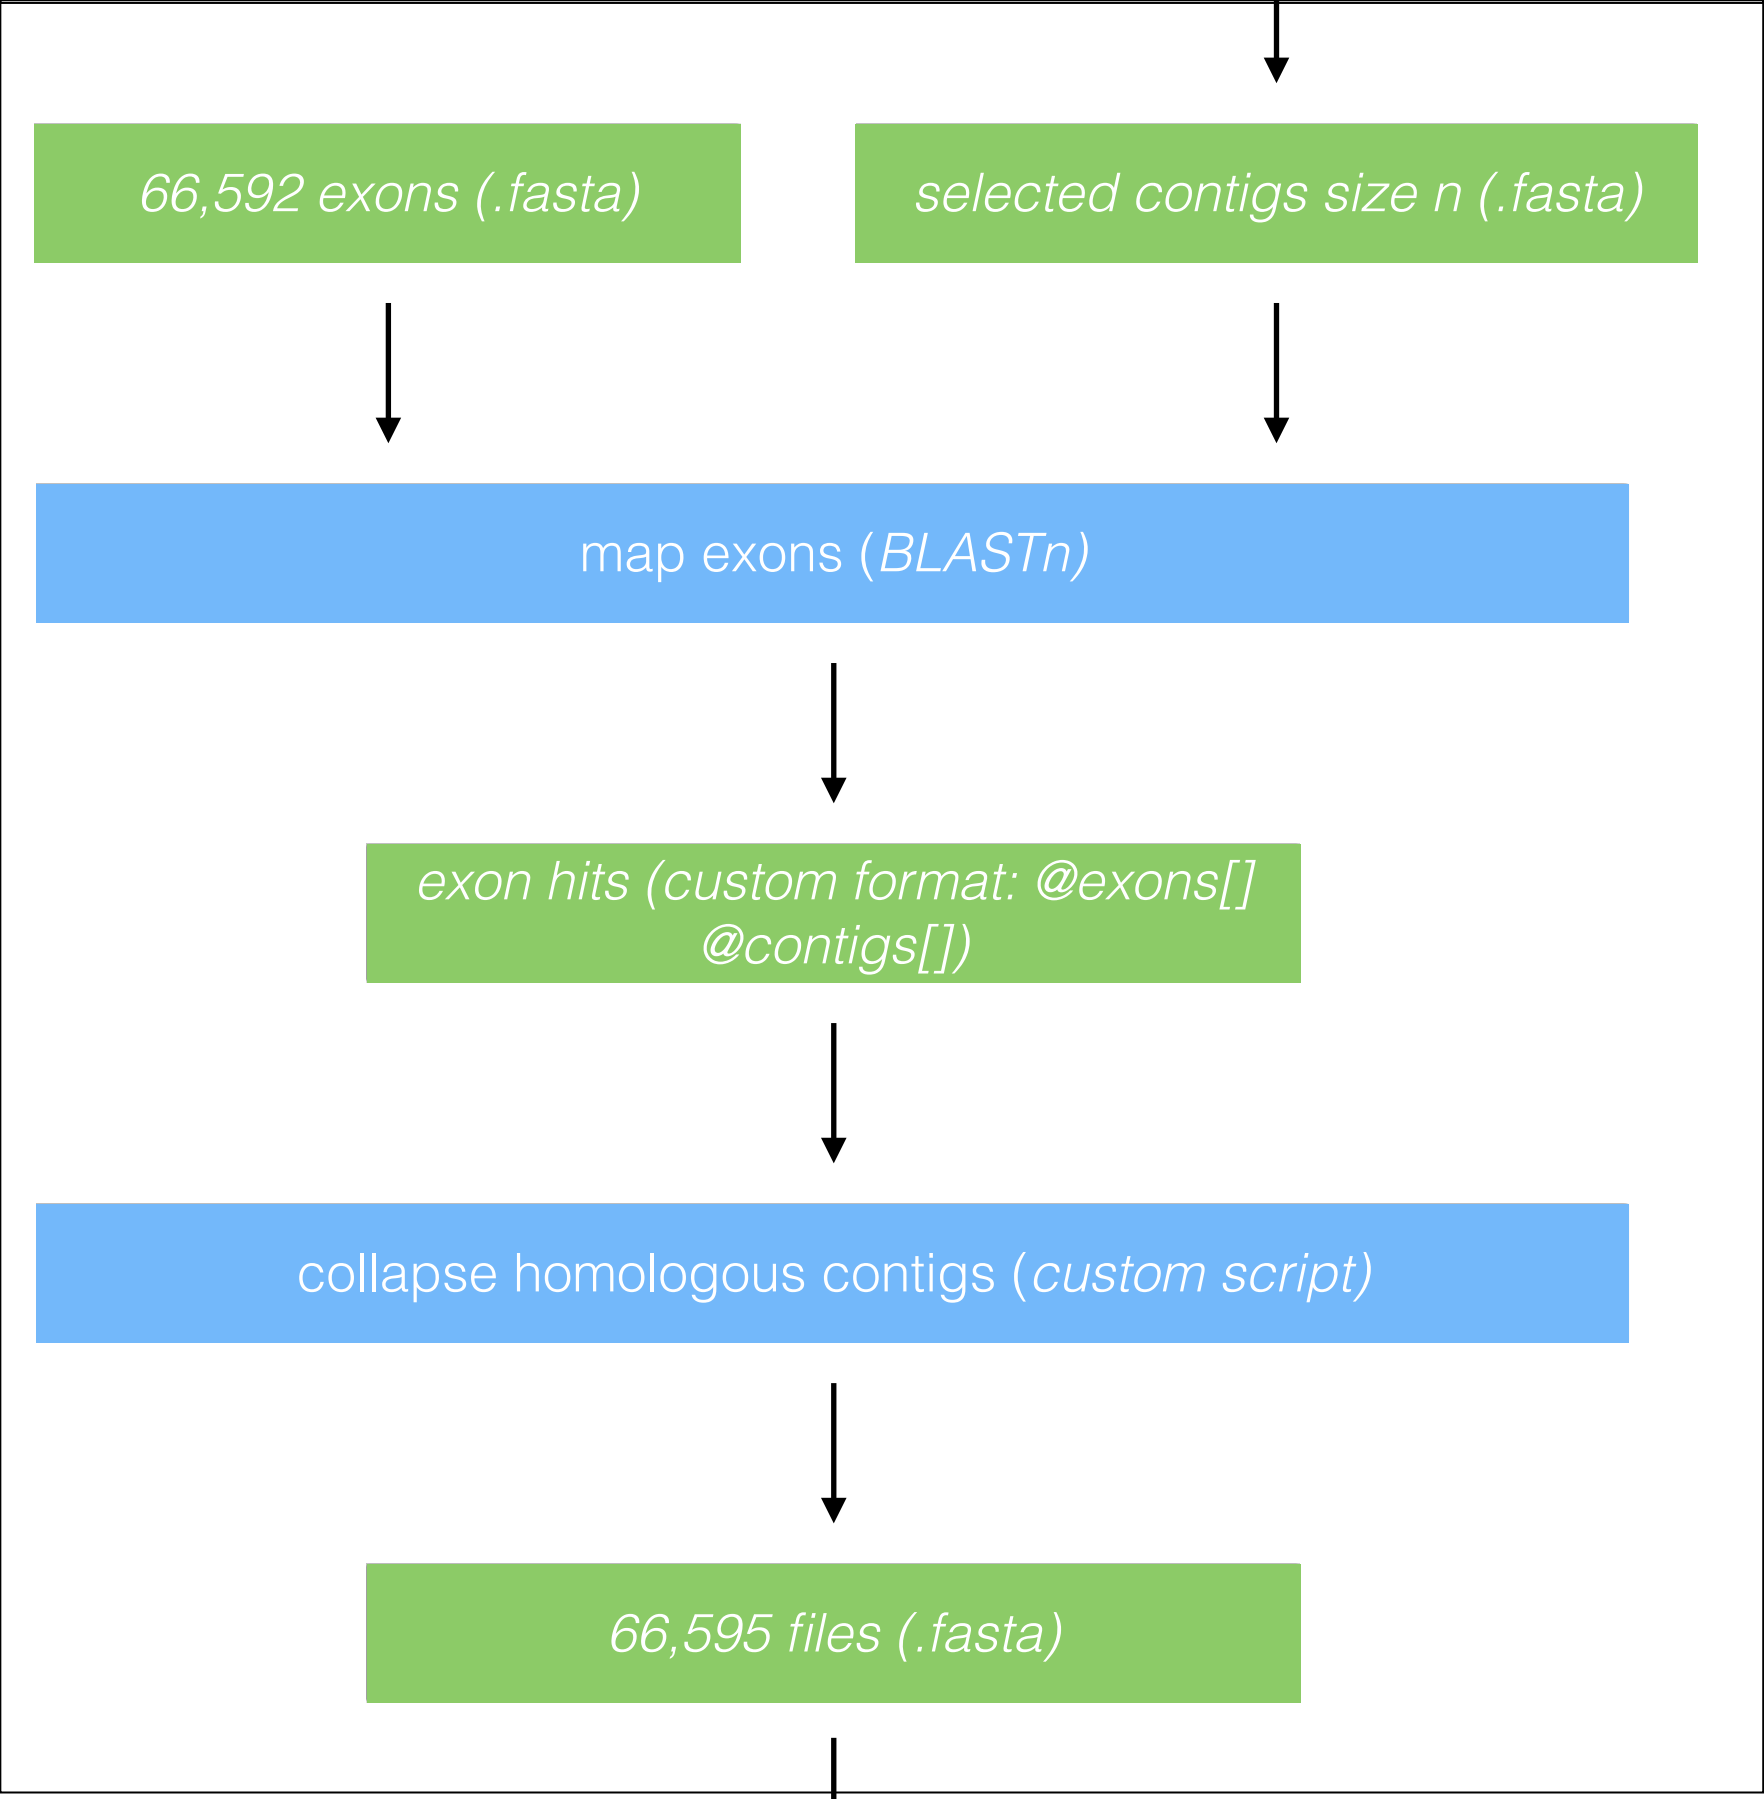 66,592 exons (.fasta)
selected contigs size n (.fasta)
map exons (BLASTn)
exon hits (custom format: @exons[]
@contigs[])
collapse homologous contigs (custom script)
66,595 files (.fasta)